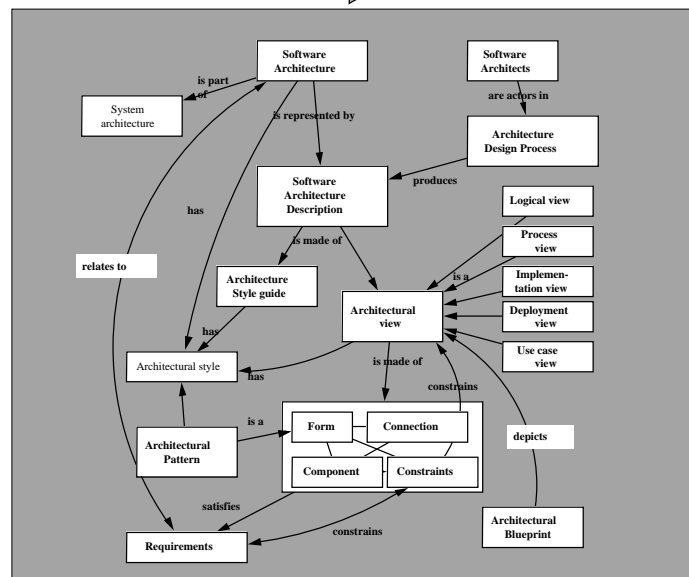 Software
Architecture
Software
Architects
is part
of
are actors in
System
architecture
is represented by
Architecture
Design Process
produces
Software
Architecture
Description
Logical view
has
is made of
Process
view
relates to
Architecture
Style guide
is a
Implemen-
tation view
Architectural
view
Deployment
view
has
Use case
view
is made of
Architectural style
has
constrains
is a
Form
Connection
depicts
Architectural
Pattern
Component
Constraints
satisfies
Architectural
Blueprint
constrains
Requirements